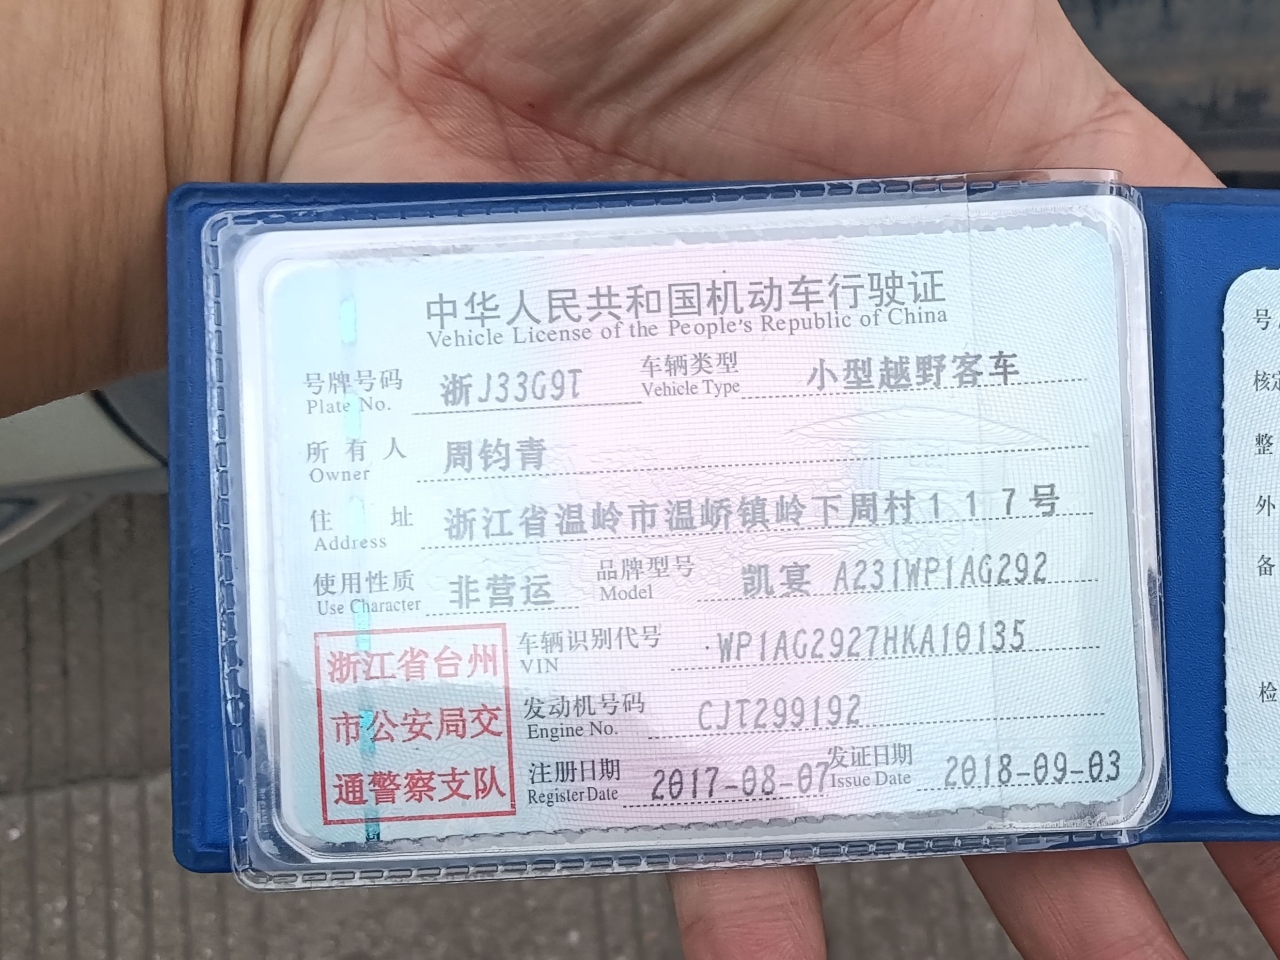 中华人民共和国机动车行驶证
Vehicle License of the People's Republic of China
号牌号码 浙J33G9T 车辆类型 小型越野客车
Plate No. Vehicle Type
所有人 周钧青
Owner
住址 浙江省温岭市温峤镇岭下周村117号
Address
使用性质 非营运 品牌型号 凯宴 A231WP1AG292
Use Character Model
浙江省台州
市公安局交
通警察支队
车辆识别代号 WP1AG2927HKA10135
VIN
发动机号码 CJT299192
Engine No.
注册日期 2017-08-07 发证日期 2018-09-03
Register Date Issue Date
号
核定
整
外
备
检